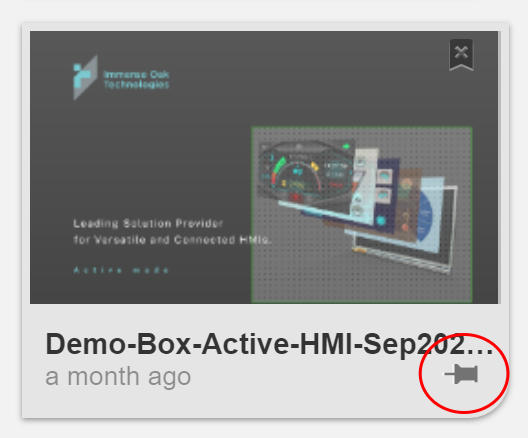 Immense Oak
Technologies
Leading Solution Provider
for Versatile and Connected HMIs.
Active mode
Demo-Box-Active-HMI-Sep202...
a month ago